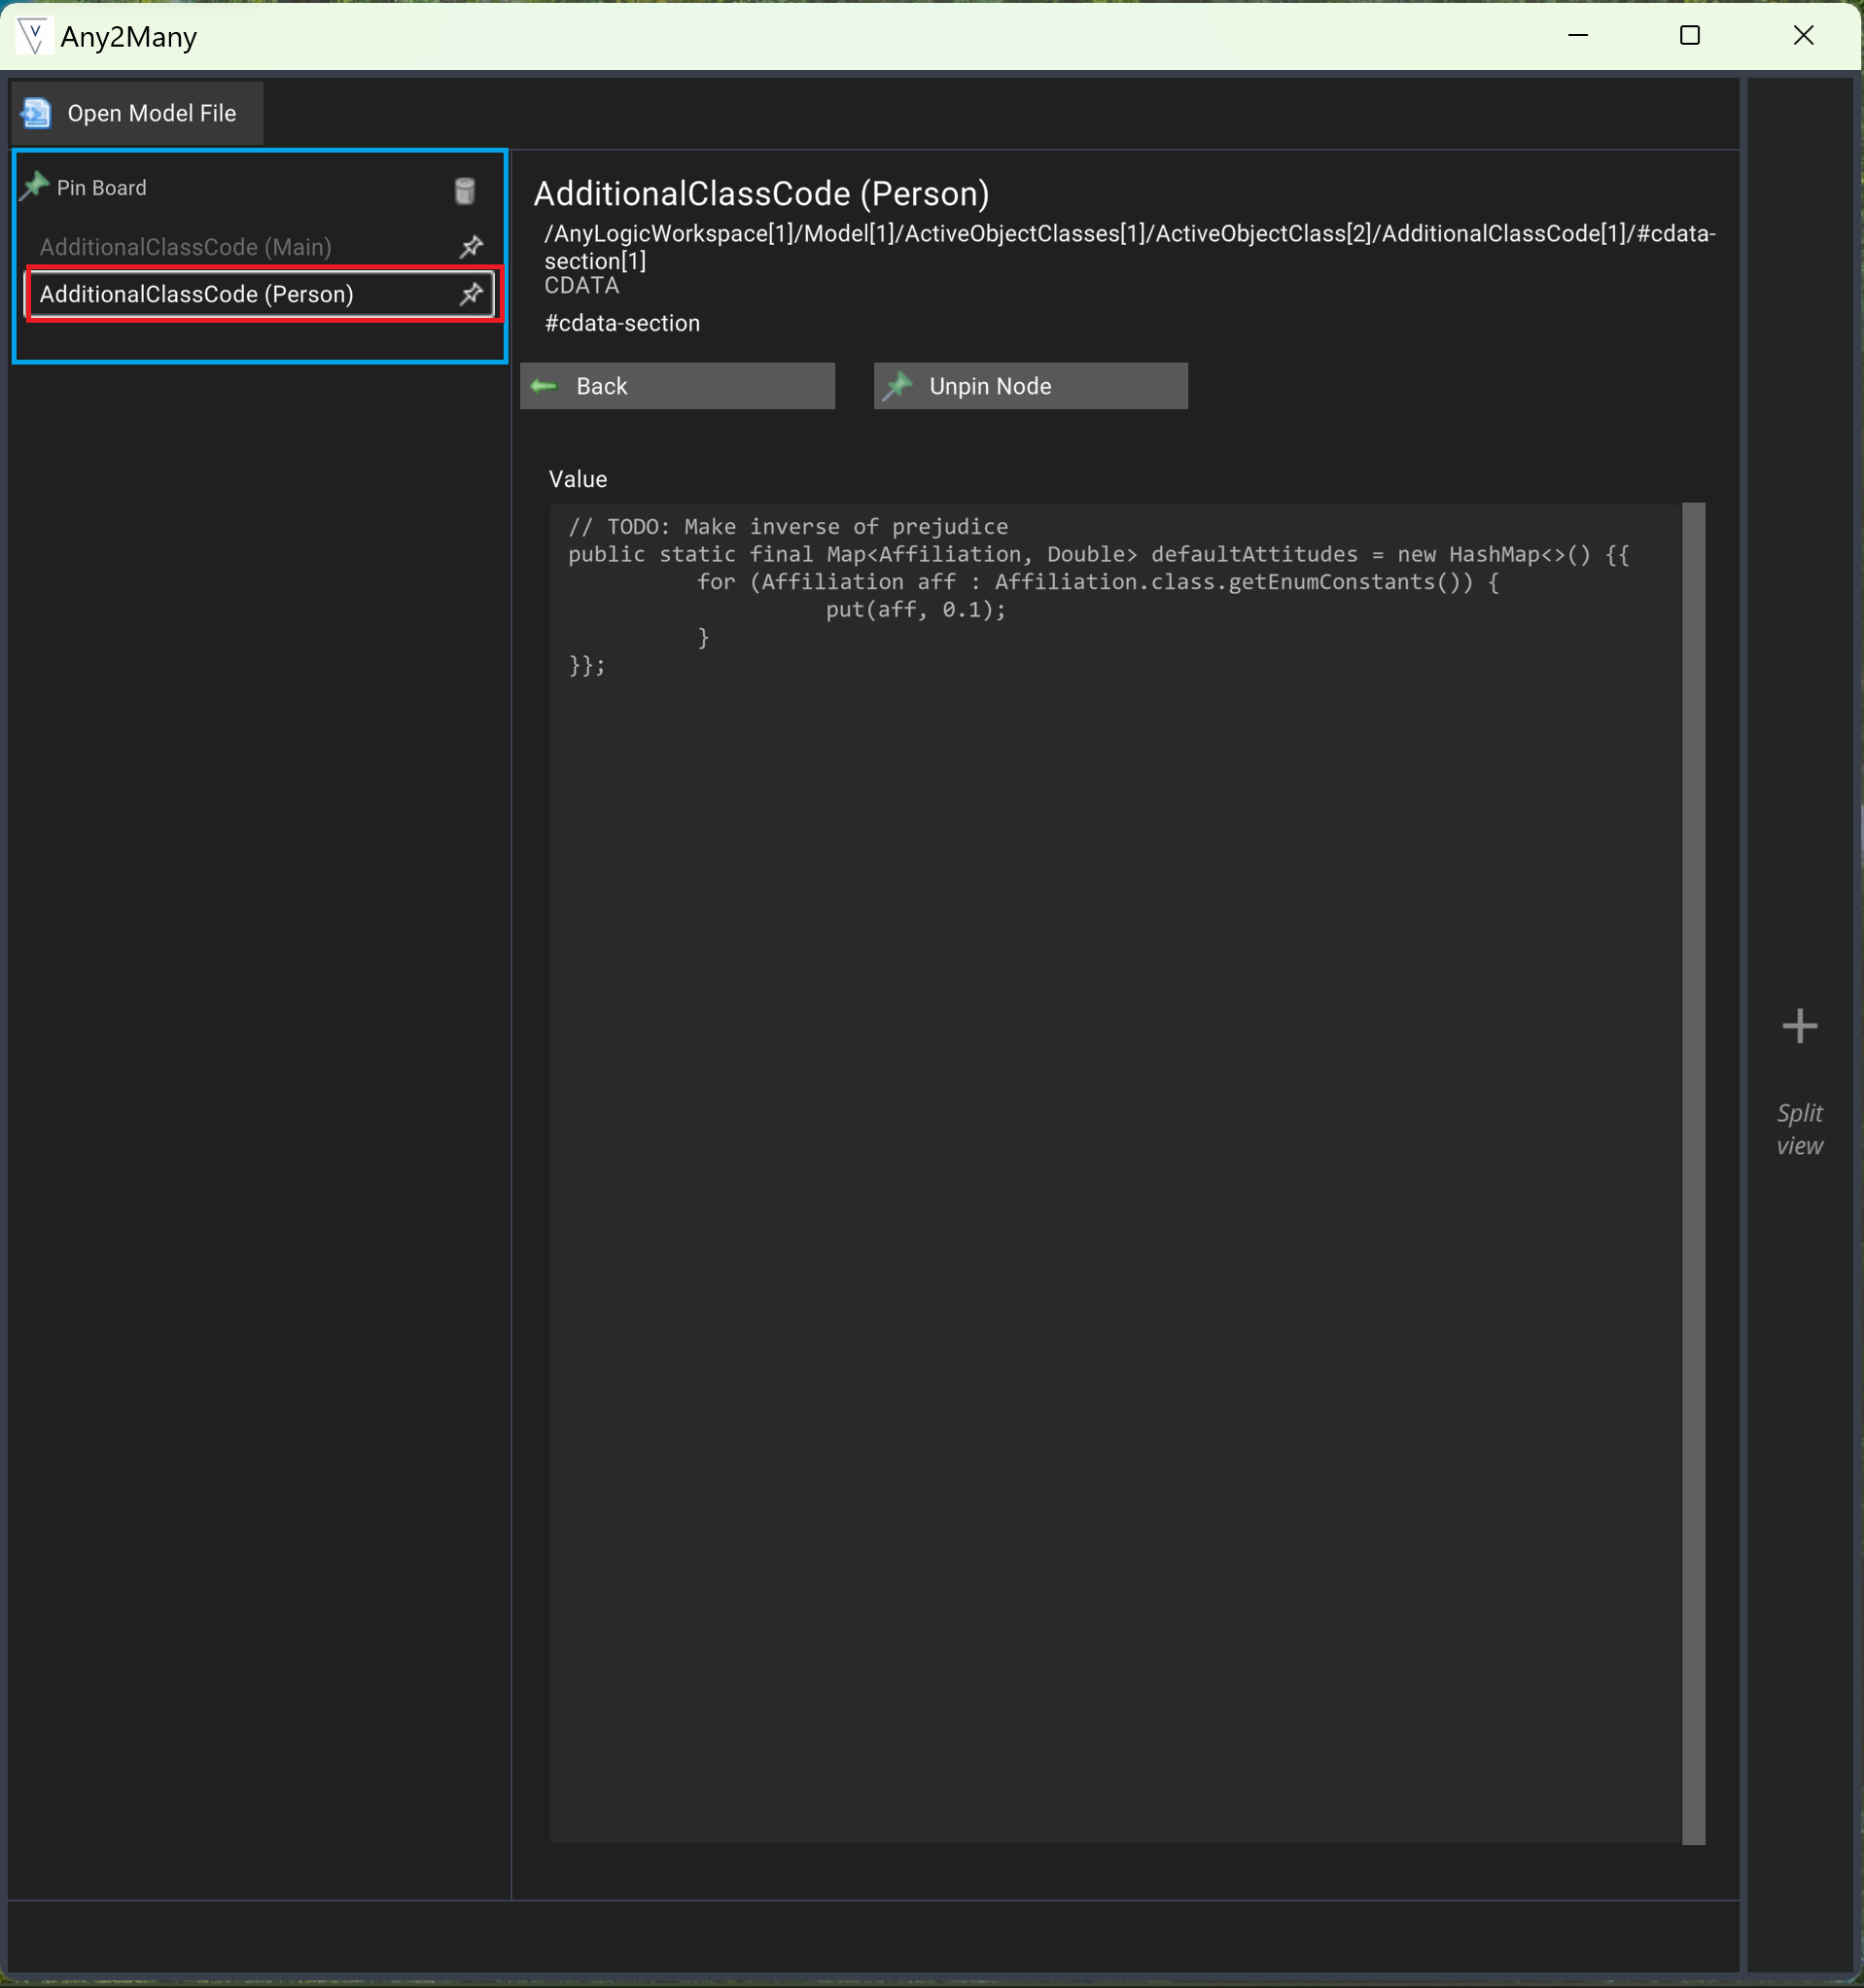 Any2Many
Open Model File
Pin Board
AdditionalClassCode (Main)
AdditionalClassCode (Person)
AdditionalClassCode (Person)
/AnyLogicWorkspace[1]/Model[1]/ActiveObjectClasses[1]/ActiveObjectClass[2]/AdditionalClassCode[1]/#cdata-
section[1]
CDATA
#cdata-section
Back
Unpin Node
Value
// TODO: Make inverse of prejudice
public static final Map<Affiliation, Double> defaultAttitudes = new HashMap<>() {{
for (Affiliation aff : Affiliation.class.getEnumConstants()) {
put(aff, 0.1);
}
}};
Split
view